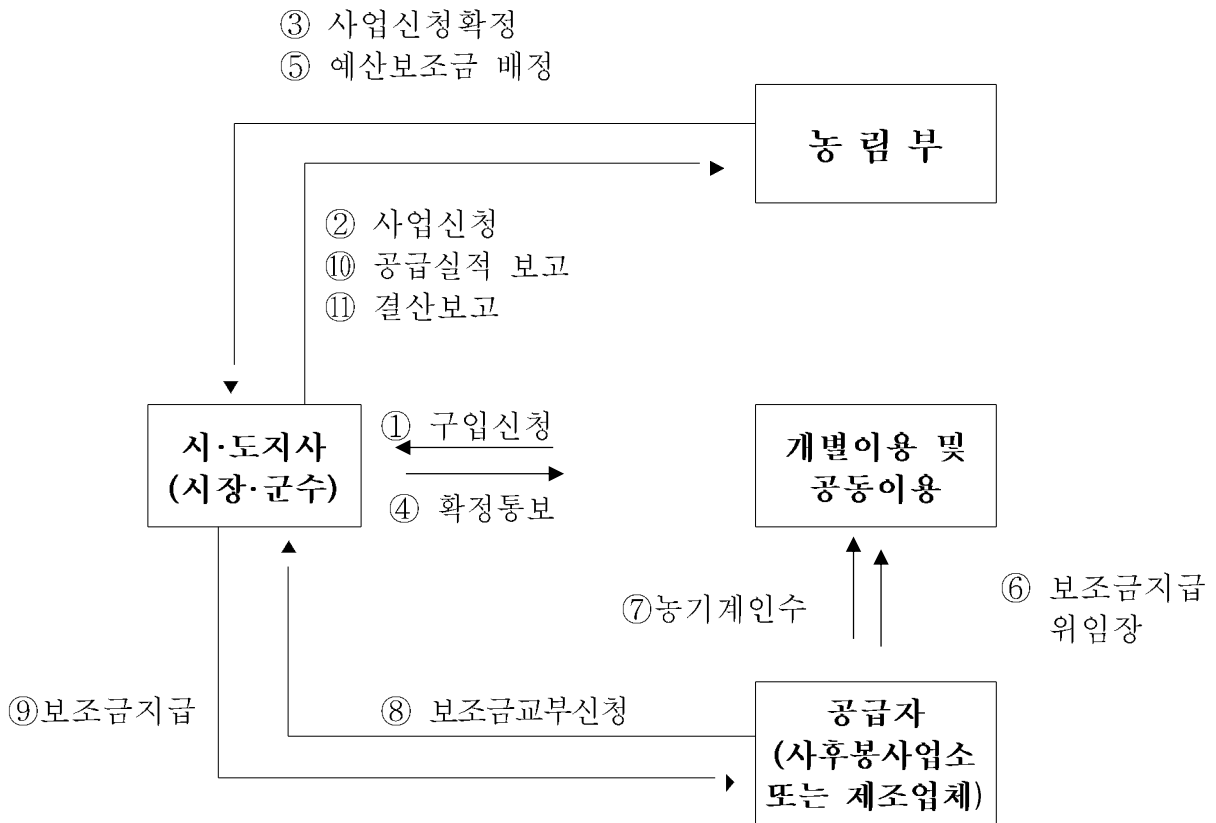 ③ 사업신청확정
⑤ 예산보조금 배정
농 림 부
② 사업신청
⑩ 공급실적 보고
⑪ 결산보고
시·도지사
(시장·군수)
① 구입신청
④ 확정통보
개별이용 및
공동이용
⑦농기계인수
⑥ 보조금지급
위임장
⑨보조금지급
⑧ 보조금교부신청
공급자
(사후봉사업소
또는 제조업체)